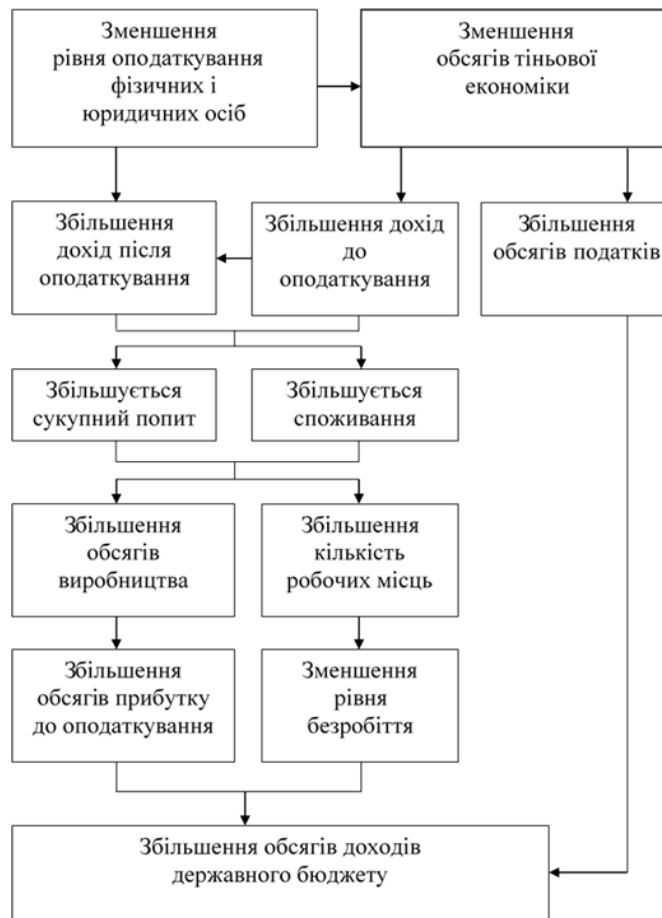 Зменшення
рівня оподаткування
фізичних і
юридичних осіб
Зменшення
обсягів тіньової
економіки
Збільшення
дохід після
оподаткування
Збільшення дохід
до
оподаткування
Збільшення
обсягів податків
Збільшується
сукупний попит
Збільшується
споживання
Збільшення
обсягів
виробництва
Збільшення
кількість
робочих місць
Збільшення
обсягів прибутку
до оподаткування
Зменшення
рівня
безробіття
Збільшення обсягів доходів
державного бюджету